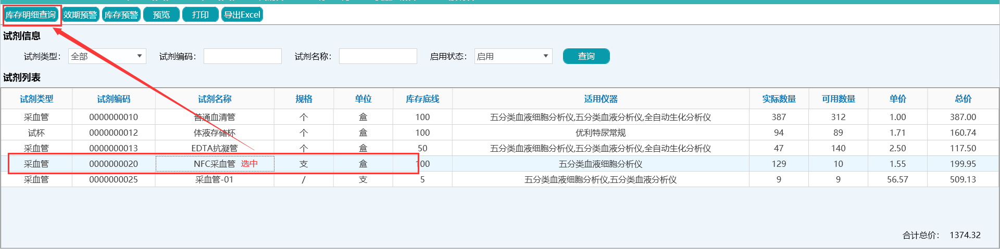 库存明细查询 效期预警 库存预警 预览 打印 导出Excel
试剂信息
试剂类型： 全部 试剂编码： 试剂名称： 启用状态： 启用 查询
试剂列表
试剂类型 试剂编码 试剂名称 规格 单位 库存底线 适用仪器 实际数量 可用数量 单价 总价
采血管 0000000010 普通血清管 个 盒 100 五分类血液细胞分析仪,五分类血液分析仪,全自动生化分析仪 387 312 1.00 387.00
试杯 0000000012 体液存储杯 个 盒 100 优利特尿常规 94 89 1.71 160.74
采血管 0000000013 EDTA抗凝管 个 盒 50 五分类血液细胞分析仪,五分类血液分析仪,全自动生化分析仪 47 140 2.50 117.50
采血管 0000000020 NFC采血管 选中 支 盒 100 五分类血液细胞分析仪 129 10 1.55 199.95
采血管 0000000025 采血管-01 / 支 5 五分类血液细胞分析仪,五分类血液分析仪 9 9 56.57 509.13
合计总价： 1374.32